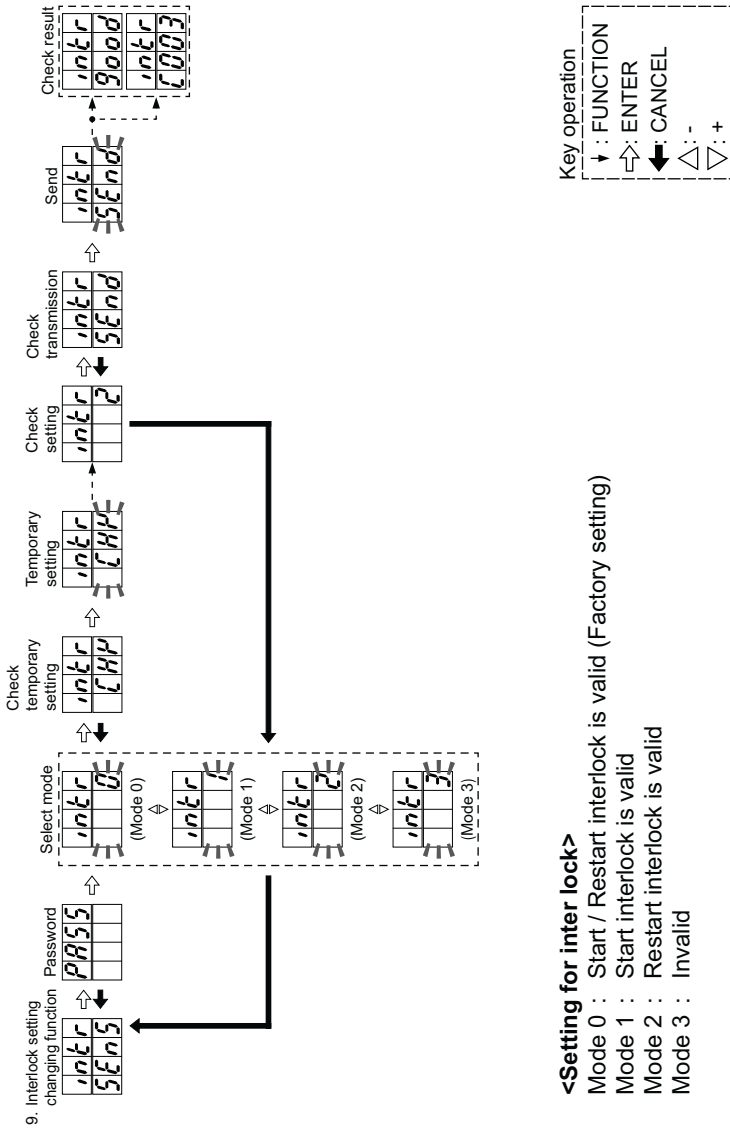 9. Interlock setting
changing function
intr
SEnS
Password
PASS
Select mode
intr
0
(Mode 0)
intr
1
(Mode 1)
intr
2
(Mode 2)
intr
3
(Mode 3)
Check
temporary
setting
intr
CHK
Temporary
setting
intr
CHK
Check
setting
intr
2
Check
transmission
intr
SEnd
Send
intr
SEnd
Check result
intr
good
intr
C003
<Setting for inter lock>
Mode 0 : Start / Restart interlock is valid (Factory setting)
Mode 1 : Start interlock is valid
Mode 2 : Restart interlock is valid
Mode 3 : Invalid
Key operation
: FUNCTION
: ENTER
: CANCEL
: -
: +